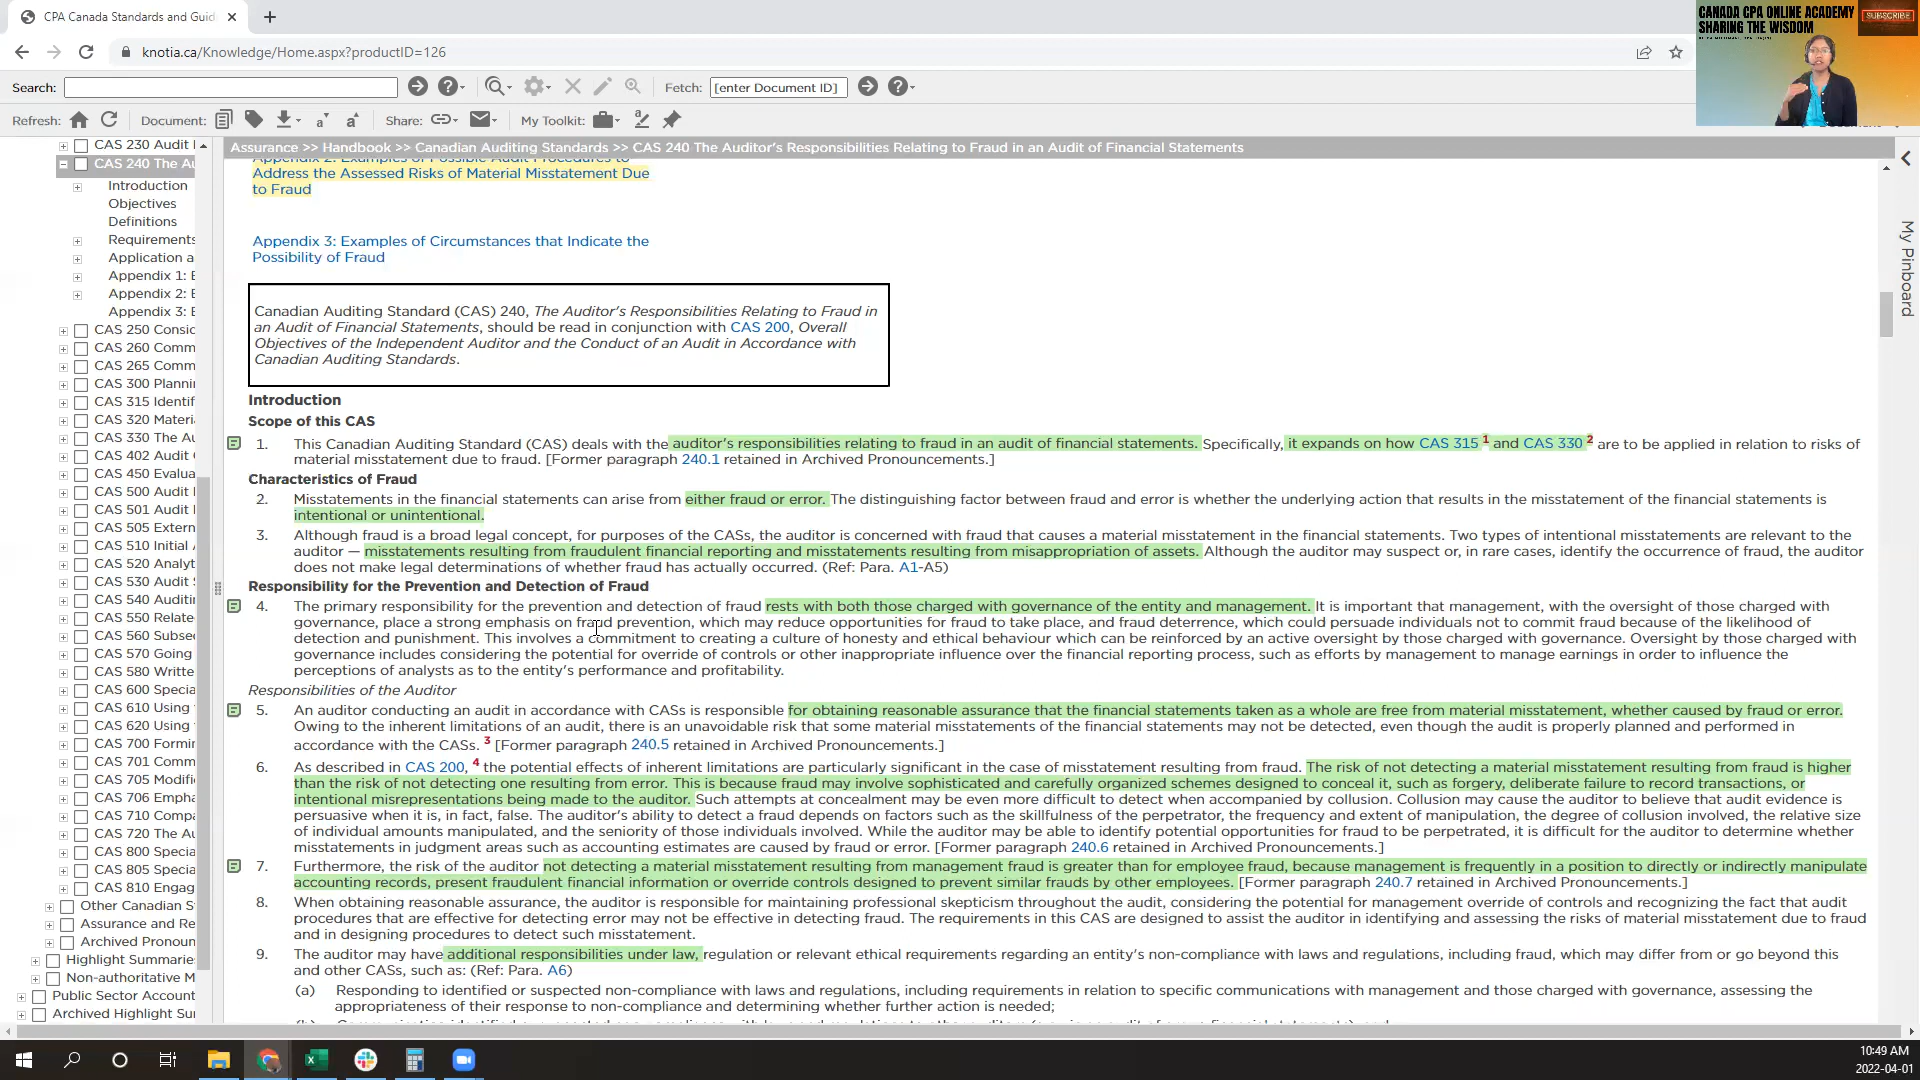 CPA Canada Standards and Guid
knotia.ca/Knowledge/Home.aspx?productID=126
CANADA CPA ONLINE ACADEMY
SHARING THE WISDOM
SUBSCRIBE
Search:
Fetch: [enter Document ID]
Refresh: Document: Share: My Toolkit:
Assurance >> Handbook >> Canadian Auditing Standards >> CAS 240 The Auditor's Responsibilities Relating to Fraud in an Audit of Financial Statements
My Pinboard
CAS 230 Audit
CAS 240 The Au
Introduction
Objectives
Definitions
Requirements
Application a
Appendix 1: E
Appendix 2: E
Appendix 3: E
CAS 250 Consid
CAS 260 Comm
CAS 265 Comm
CAS 300 Plannin
CAS 315 Identif
CAS 320 Materi
CAS 330 The Au
CAS 402 Audit
CAS 450 Evalua
CAS 500 Audit
CAS 501 Audit
CAS 505 Extern
CAS 510 Initial
CAS 520 Analyt
CAS 530 Audit
CAS 540 Auditin
CAS 550 Relate
CAS 560 Subsec
CAS 570 Going
CAS 580 Writte
CAS 600 Specia
CAS 610 Using
CAS 620 Using
CAS 700 Formin
CAS 701 Comm
CAS 705 Modifi
CAS 706 Empha
CAS 710 Compa
CAS 720 The Au
CAS 800 Specia
CAS 805 Specia
CAS 810 Engag
Other Canadian S
Assurance and Re
Archived Pronoun
Highlight Summarie
Non-authoritative M
Public Sector Account
Archived Highlight Sur
Appendix 2: Examples of Possible Audit Procedures to
Address the Assessed Risks of Material Misstatement Due
to Fraud
Appendix 3: Examples of Circumstances that Indicate the
Possibility of Fraud
Canadian Auditing Standard (CAS) 240, The Auditor's Responsibilities Relating to Fraud in
an Audit of Financial Statements, should be read in conjunction with CAS 200, Overall
Objectives of the Independent Auditor and the Conduct of an Audit in Accordance with
Canadian Auditing Standards.
Introduction
Scope of this CAS
1. This Canadian Auditing Standard (CAS) deals with the auditor's responsibilities relating to fraud in an audit of financial statements. Specifically, it expands on how CAS 315 1 and CAS 330 2 are to be applied in relation to risks of
material misstatement due to fraud. [Former paragraph 240.1 retained in Archived Pronouncements.]
Characteristics of Fraud
2. Misstatements in the financial statements can arise from either fraud or error. The distinguishing factor between fraud and error is whether the underlying action that results in the misstatement of the financial statements is
intentional or unintentional.
3. Although fraud is a broad legal concept, for purposes of the CASs, the auditor is concerned with fraud that causes a material misstatement in the financial statements. Two types of intentional misstatements are relevant to the
auditor — misstatements resulting from fraudulent financial reporting and misstatements resulting from misappropriation of assets. Although the auditor may suspect or, in rare cases, identify the occurrence of fraud, the auditor
does not make legal determinations of whether fraud has actually occurred. (Ref: Para. A1-A5)
Responsibility for the Prevention and Detection of Fraud
4. The primary responsibility for the prevention and detection of fraud rests with both those charged with governance of the entity and management. It is important that management, with the oversight of those charged with
governance, place a strong emphasis on fraud prevention, which may reduce opportunities for fraud to take place, and fraud deterrence, which could persuade individuals not to commit fraud because of the likelihood of
detection and punishment. This involves a commitment to creating a culture of honesty and ethical behaviour which can be reinforced by an active oversight by those charged with governance. Oversight by those charged with
governance includes considering the potential for override of controls or other inappropriate influence over the financial reporting process, such as efforts by management to manage earnings in order to influence the
perceptions of analysts as to the entity's performance and profitability.
Responsibilities of the Auditor
5. An auditor conducting an audit in accordance with CASs is responsible for obtaining reasonable assurance that the financial statements taken as a whole are free from material misstatement, whether caused by fraud or error.
Owing to the inherent limitations of an audit, there is an unavoidable risk that some material misstatements of the financial statements may not be detected, even though the audit is properly planned and performed in
accordance with the CASs. 3 [Former paragraph 240.5 retained in Archived Pronouncements.]
6. As described in CAS 200, 4 the potential effects of inherent limitations are particularly significant in the case of misstatement resulting from fraud. The risk of not detecting a material misstatement resulting from fraud is higher
than the risk of not detecting one resulting from error. This is because fraud may involve sophisticated and carefully organized schemes designed to conceal it, such as forgery, deliberate failure to record transactions, or
intentional misrepresentations being made to the auditor. Such attempts at concealment may be even more difficult to detect when accompanied by collusion. Collusion may cause the auditor to believe that audit evidence is
persuasive when it is, in fact, false. The auditor's ability to detect a fraud depends on factors such as the skillfulness of the perpetrator, the frequency and extent of manipulation, the degree of collusion involved, the relative size
of individual amounts manipulated, and the seniority of those individuals involved. While the auditor may be able to identify potential opportunities for fraud to be perpetrated, it is difficult for the auditor to determine whether
misstatements in judgment areas such as accounting estimates are caused by fraud or error. [Former paragraph 240.6 retained in Archived Pronouncements.]
7. Furthermore, the risk of the auditor not detecting a material misstatement resulting from management fraud is greater than for employee fraud, because management is frequently in a position to directly or indirectly manipulate
accounting records, present fraudulent financial information or override controls designed to prevent similar frauds by other employees. [Former paragraph 240.7 retained in Archived Pronouncements.]
8. When obtaining reasonable assurance, the auditor is responsible for maintaining professional skepticism throughout the audit, considering the potential for management override of controls and recognizing the fact that audit
procedures that are effective for detecting error may not be effective in detecting fraud. The requirements in this CAS are designed to assist the auditor in identifying and assessing the risks of material misstatement due to fraud
and in designing procedures to detect such misstatement.
9. The auditor may have additional responsibilities under law, regulation or relevant ethical requirements regarding an entity's non-compliance with laws and regulations, including fraud, which may differ from or go beyond this
and other CASs, such as: (Ref: Para. A6)
(a) Responding to identified or suspected non-compliance with laws and regulations, including requirements in relation to specific communications with management and those charged with governance, assessing the
appropriateness of their response to non-compliance and determining whether further action is needed;
10:49 AM
2022-04-01